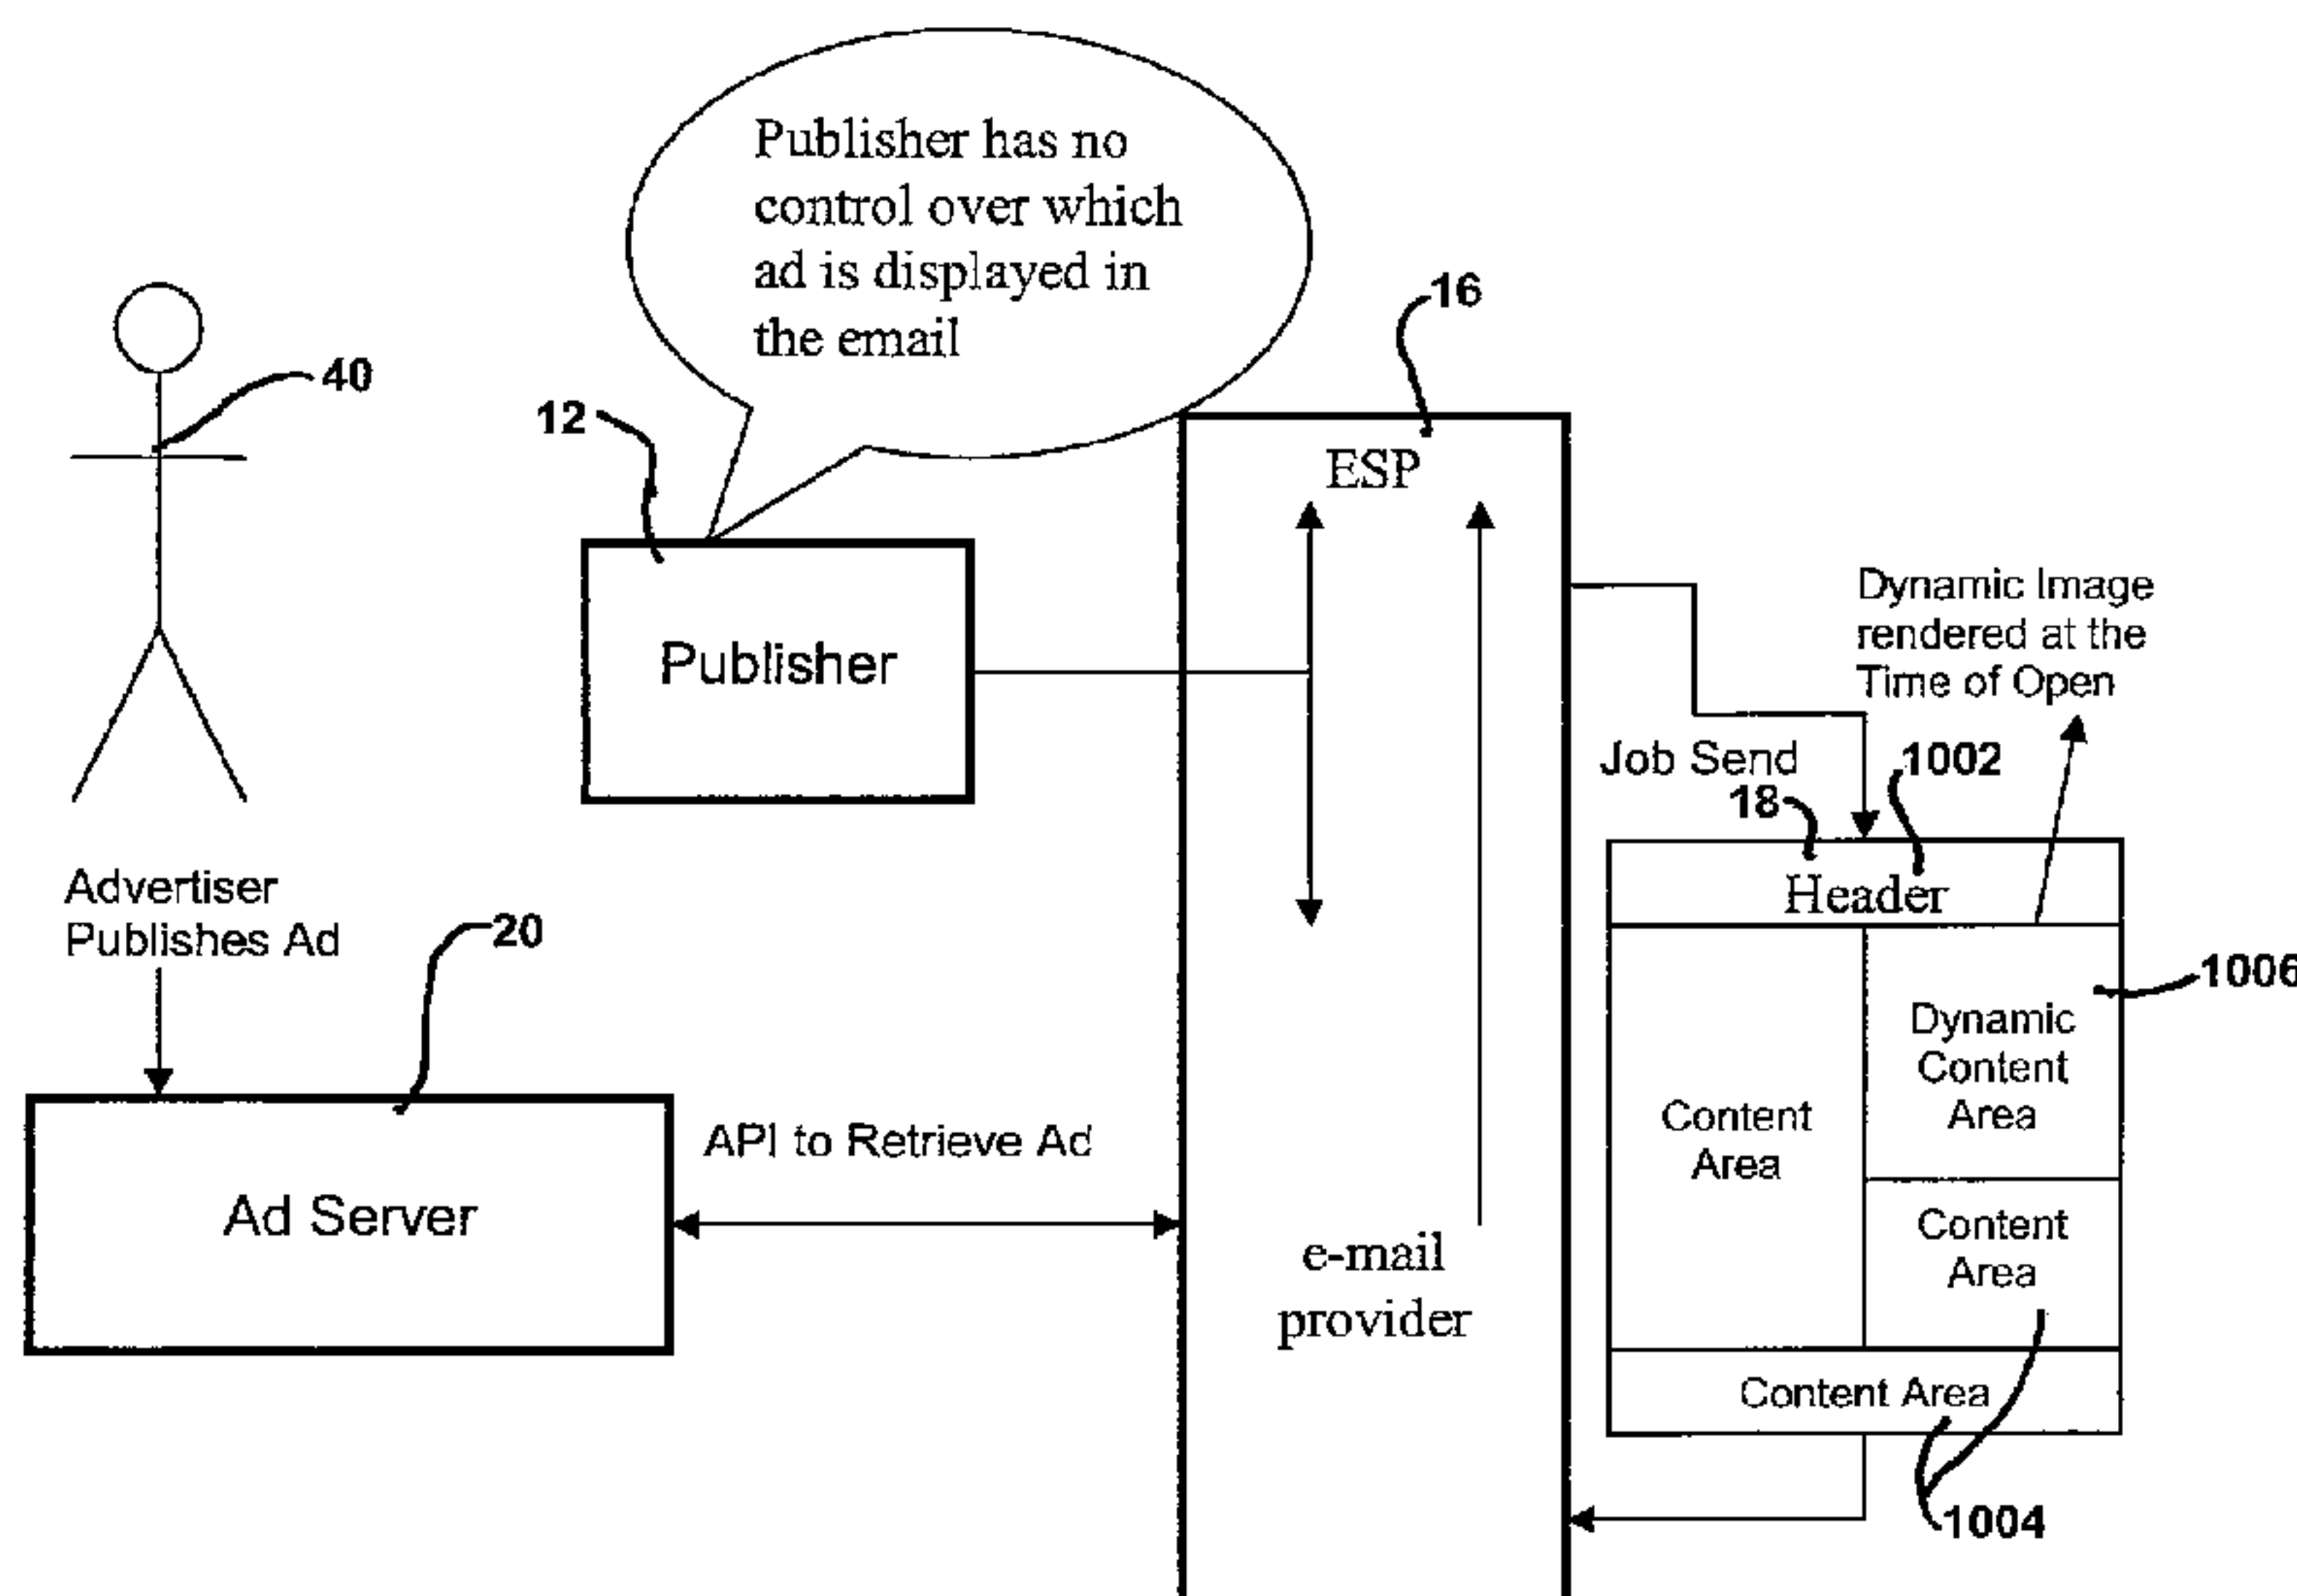 Publisher has no
control over which
ad is displayed in
the email
16
40
12
ESP
Publisher
Dynamic Image
rendered at the
Time of Open
Job Send
1002
18
Header
Advertiser
Publishes Ad
20
1006
Dynamic
Content
Area
Content
Area
API to Retrieve Ad
Ad Server
Content
Area
e-mail
provider
Content Area
1004